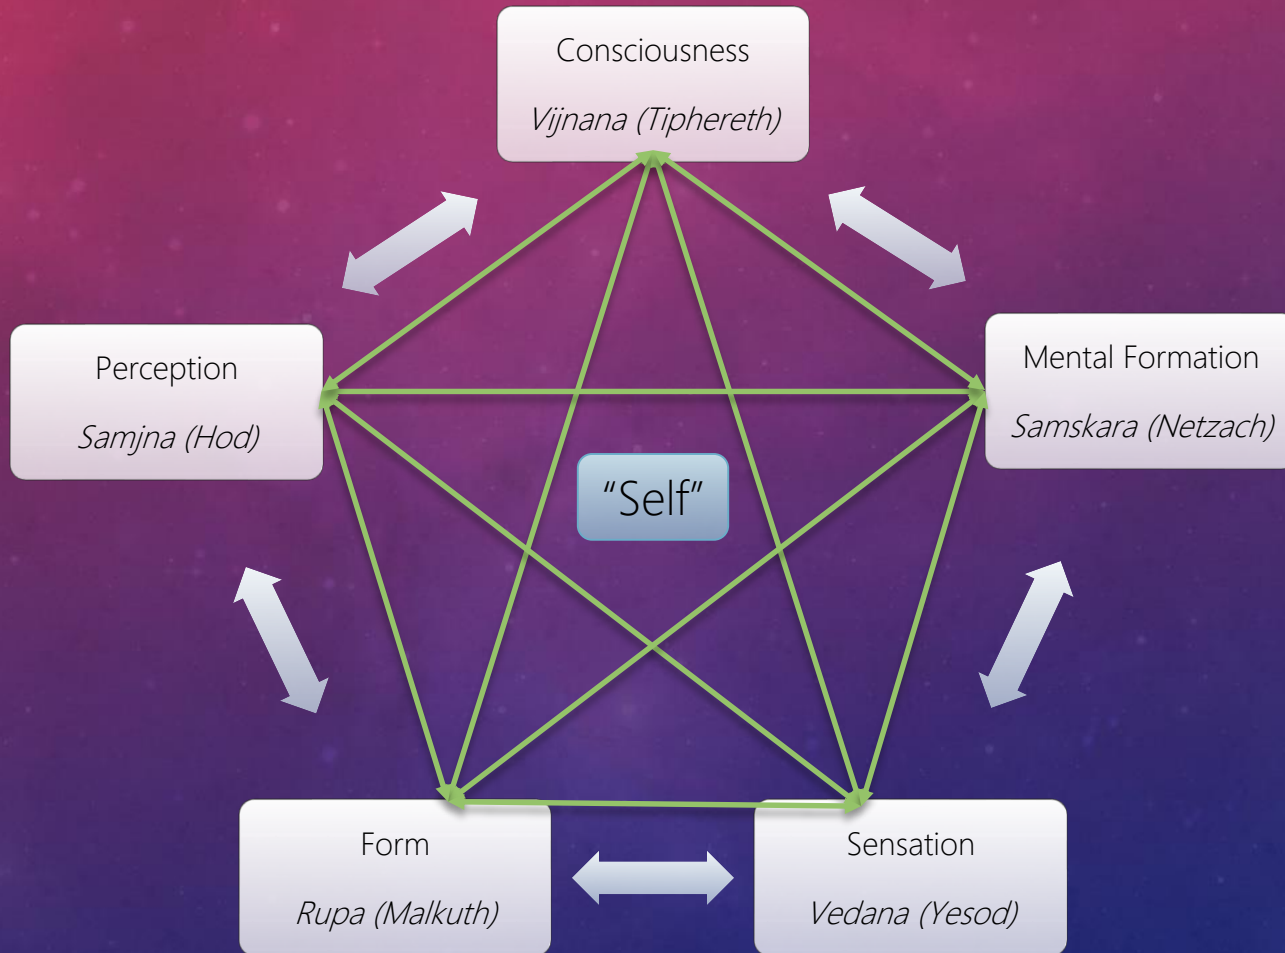 Consciousness
Vijnana (Tiphereth)
Perception
Samjna (Hod)
Mental Formation
Samskara (Netzach)
“Self”
Form
Rupa (Malkuth)
Sensation
Vedana (Yesod)